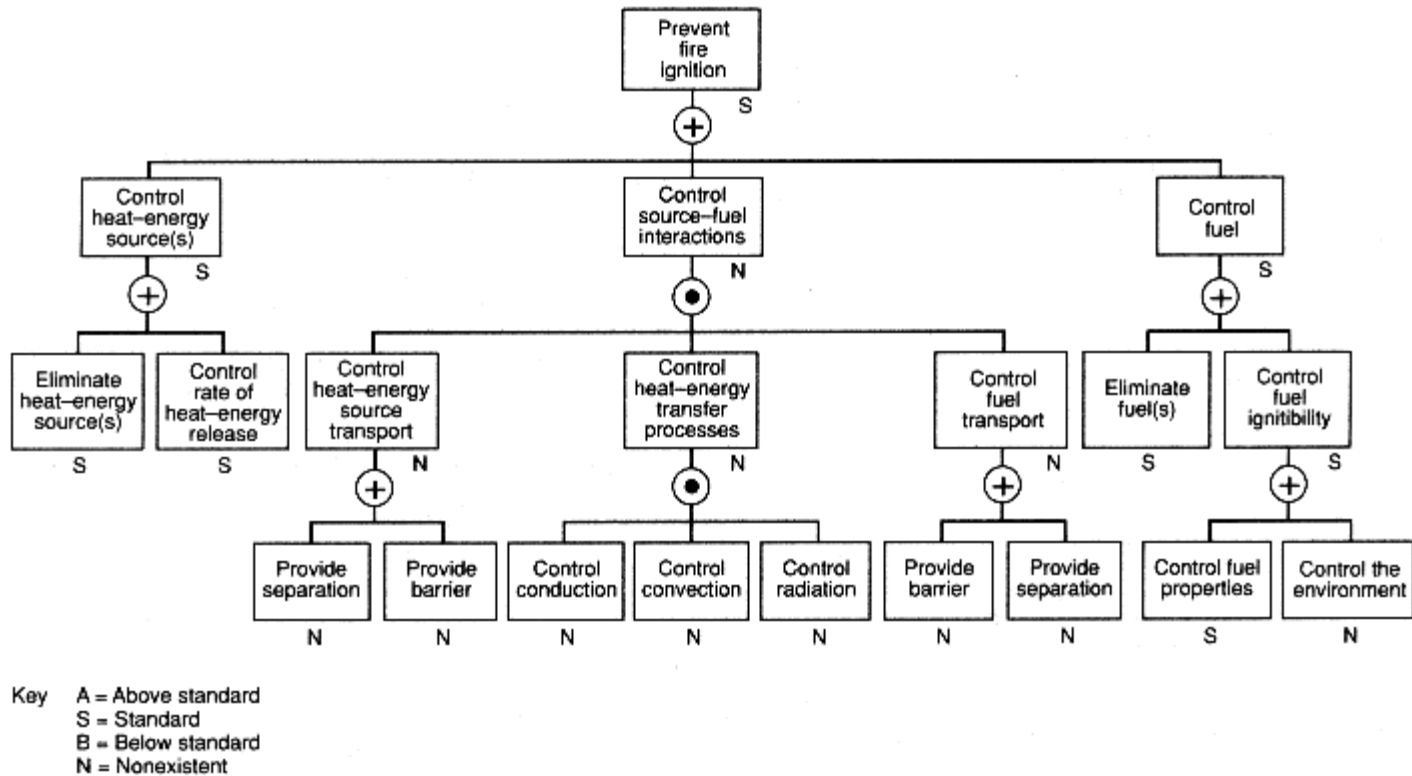 Prevent
fire
ignition
S
+
Control
heat–energy
source(s)
S
+
Control
source–fuel
interactions
N
Control
fuel
S
+
Eliminate
heat–energy
source(s)
S
Control
rate of
heat–energy
release
S
Control
heat–energy
source
transport
N
+
Control
heat–energy
transfer
processes
N
Control
fuel
transport
N
+
Eliminate
fuel(s)
S
Control
fuel
ignitibility
S
+
Provide
separation
N
Provide
barrier
N
Control
conduction
N
Control
convection
N
Control
radiation
N
Provide
barrier
N
Provide
separation
N
Control fuel
properties
S
Control the
environment
N
Key A = Above standard
S = Standard
B = Below standard
N = Nonexistent